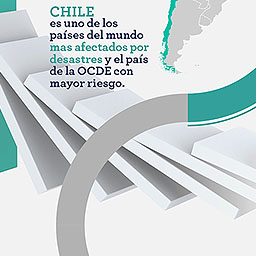 CHILE
es uno de los
países del mundo
mas afectados por
desastres y el país
de la OCDE con
mayor riesgo.